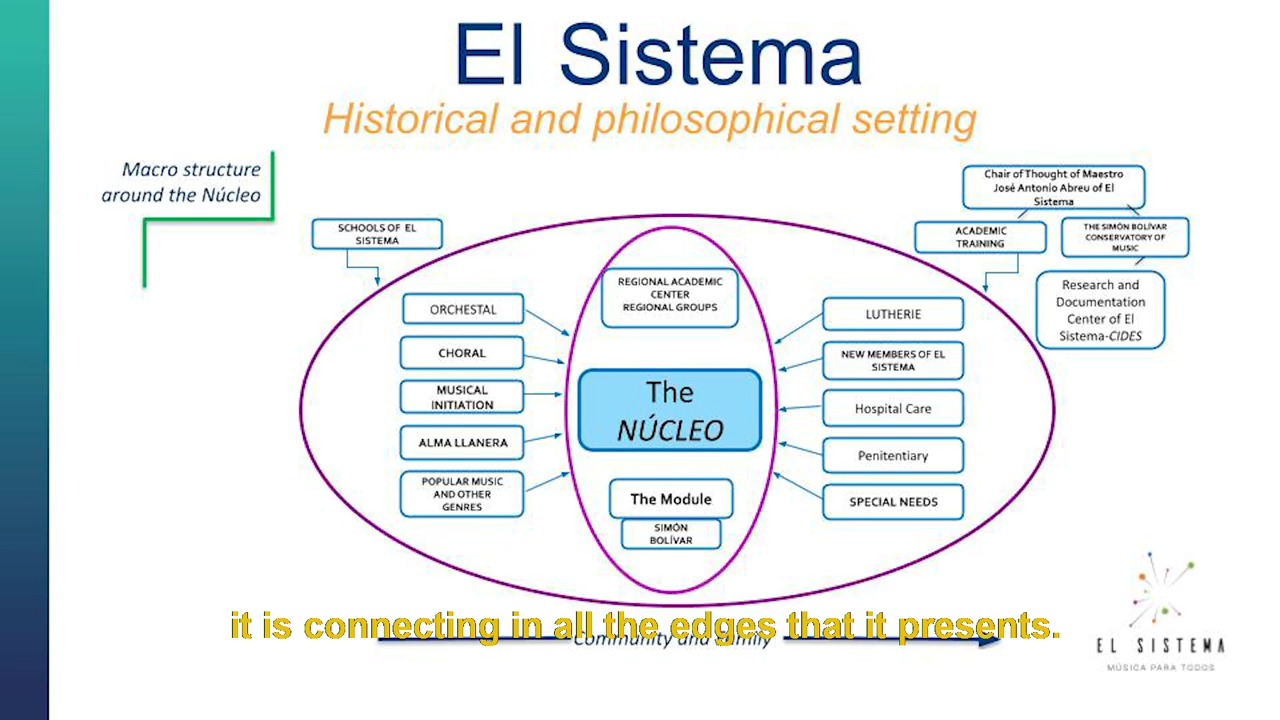 El Sistema
Historical and philosophical setting
Macro structure
around the Núcleo
Chair of Thought of Maestro
José Antonio Abreu of El
Sistema
SCHOOLS OF EL
SISTEMA
ACADEMIC
TRAINING
THE SIMÓN BOLÍVAR
CONSERVATORY OF
MUSIC
Research and
Documentation
Center of El
Sistema-CIDES
REGIONAL ACADEMIC
CENTER
REGIONAL GROUPS
ORCHESTAL
CHORAL
MUSICAL
INITIATION
ALMA LLANERA
POPULAR MUSIC
AND OTHER
GENRES
The
NÚCLEO
The Module
SIMÓN
BOLÍVAR
LUTHERIE
NEW MEMBERS OF EL
SISTEMA
Hospital Care
Penitentiary
SPECIAL NEEDS
it is connecting in all the edges that it presents.
Community and Family
EL SISTEMA
MÚSICA PARA TODOS